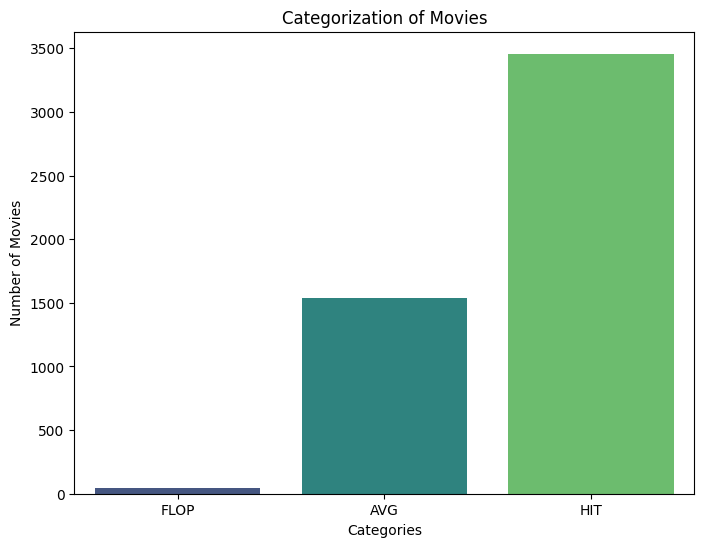 Categorization of Movies
3500
3000
2500
2000
1500
1000
500
0
Number of Movies
FLOP AVG HIT
Categories